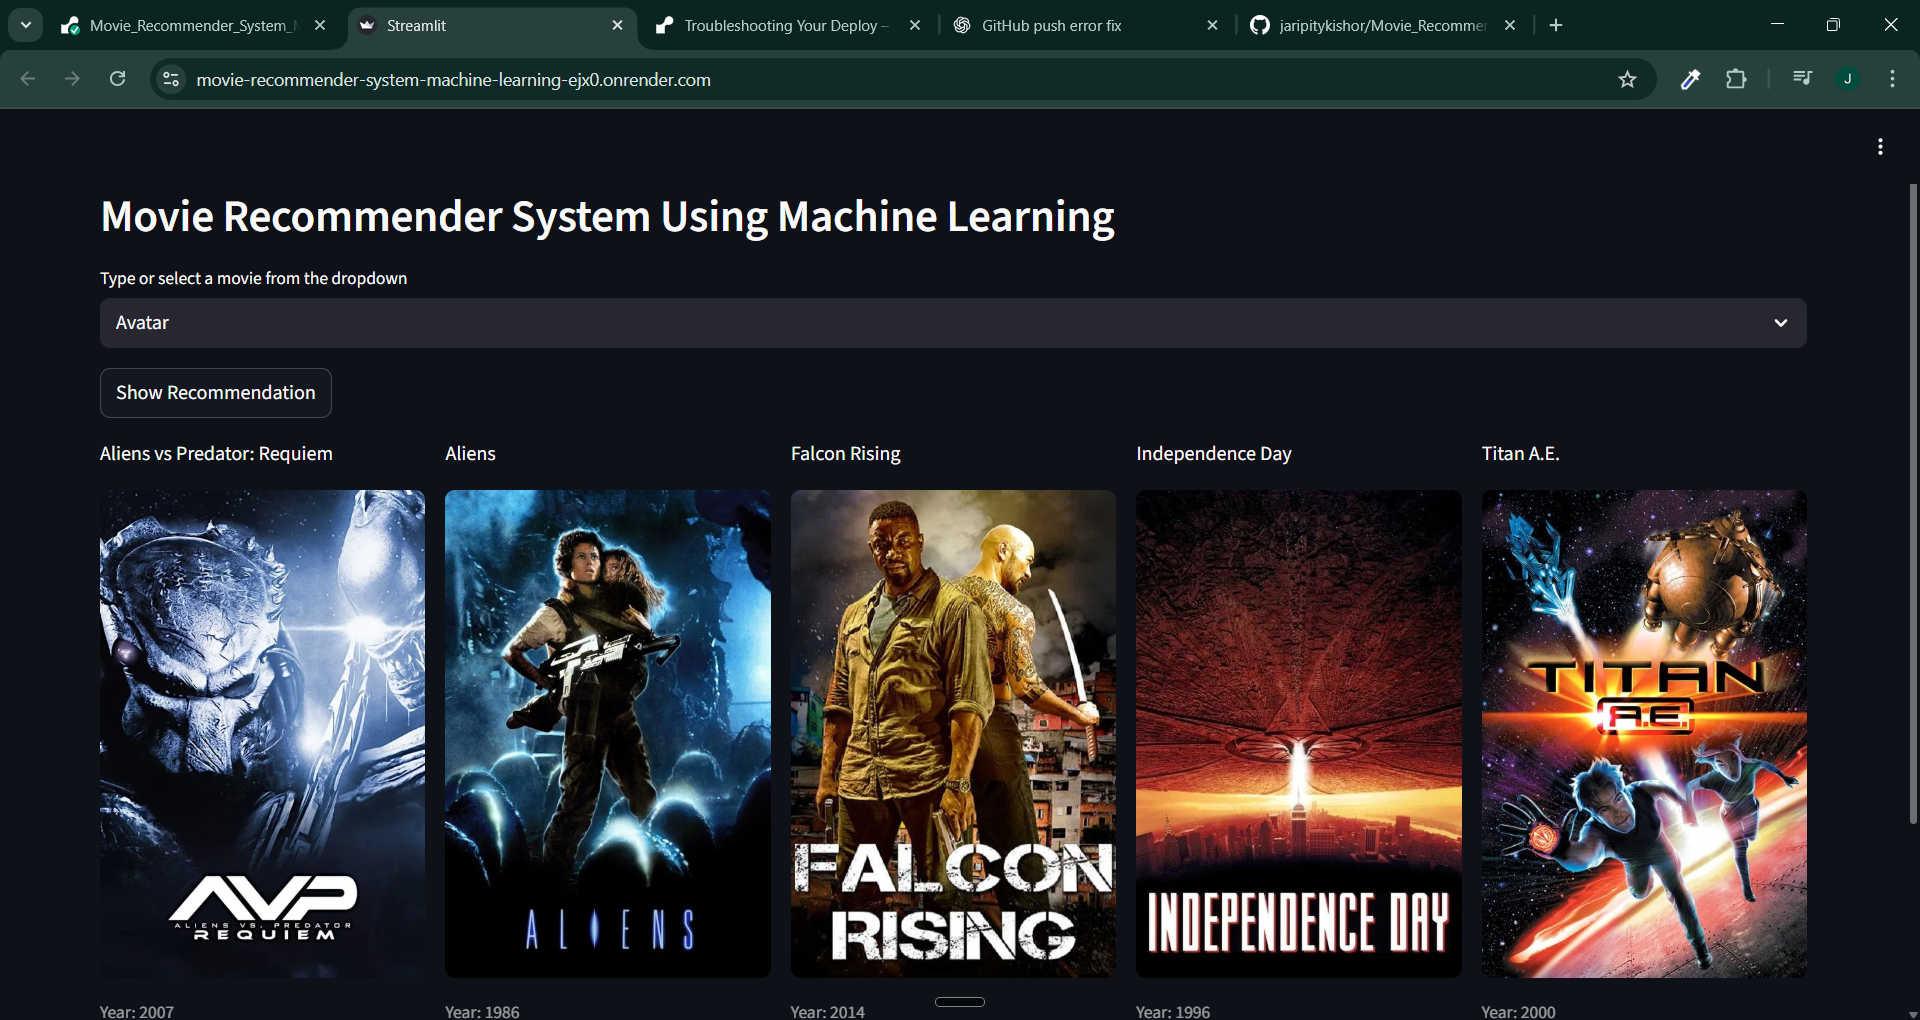 Movie_Recommender_System_
Streamlit
Troubleshooting Your Deploy –
GitHub push error fix
jaripitykishor/Movie_Recommer
movie-recommender-system-machine-learning-ejx0.onrender.com
J
Movie Recommender System Using Machine Learning
Type or select a movie from the dropdown
Avatar
Show Recommendation
Aliens vs Predator: Requiem
Aliens
Falcon Rising
Independence Day
Titan A.E.
AVP
ALIENS VS. PREDATOR
REQUIEM
ALIENS
FALCON
RISING
INDEPENDENCE DAY
TITAN
A.E.
Year: 2007
Year: 1986
Year: 2014
Year: 1996
Year: 2000